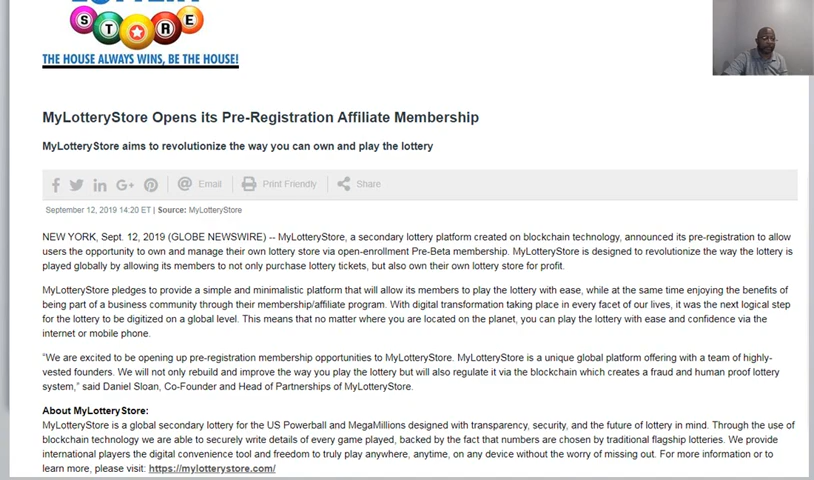 LOTTERY
STORE
THE HOUSE ALWAYS WINS, BE THE HOUSE!
MyLotteryStore Opens its Pre-Registration Affiliate Membership
MyLotteryStore aims to revolutionize the way you can own and play the lottery
Email Print Friendly Share
September 12, 2019 14:20 ET | Source: MyLotteryStore
NEW YORK, Sept. 12, 2019 (GLOBE NEWSWIRE) -- MyLotteryStore, a secondary lottery platform created on blockchain technology, announced its pre-registration to allow
users the opportunity to own and manage their own lottery store via open-enrollment Pre-Beta membership. MyLotteryStore is designed to revolutionize the way the lottery is
played globally by allowing its members to not only purchase lottery tickets, but also own their own lottery store for profit.
MyLotteryStore pledges to provide a simple and minimalistic platform that will allow its members to play the lottery with ease, while at the same time enjoying the benefits of
being part of a business community through their membership/affiliate program. With digital transformation taking place in every facet of our lives, it was the next logical step
for the lottery to be digitized on a global level. This means that no matter where you are located on the planet, you can play the lottery with ease and confidence via the
internet or mobile phone.
"We are excited to be opening up pre-registration membership opportunities to MyLotteryStore. MyLotteryStore is a unique global platform offering with a team of highly-
vested founders. We will not only rebuild and improve the way you play the lottery but will also regulate it via the blockchain which creates a fraud and human proof lottery
system," said Daniel Sloan, Co-Founder and Head of Partnerships of MyLotteryStore.
About MyLotteryStore:
MyLotteryStore is a global secondary lottery for the US Powerball and MegaMillions designed with transparency, security, and the future of lottery in mind. Through the use of
blockchain technology we are able to securely write details of every game played, backed by the fact that numbers are chosen by traditional flagship lotteries. We provide
international players the digital convenience tool and freedom to truly play anywhere, anytime, on any device without the worry of missing out. For more information or to
learn more, please visit: https://mylotterystore.com/